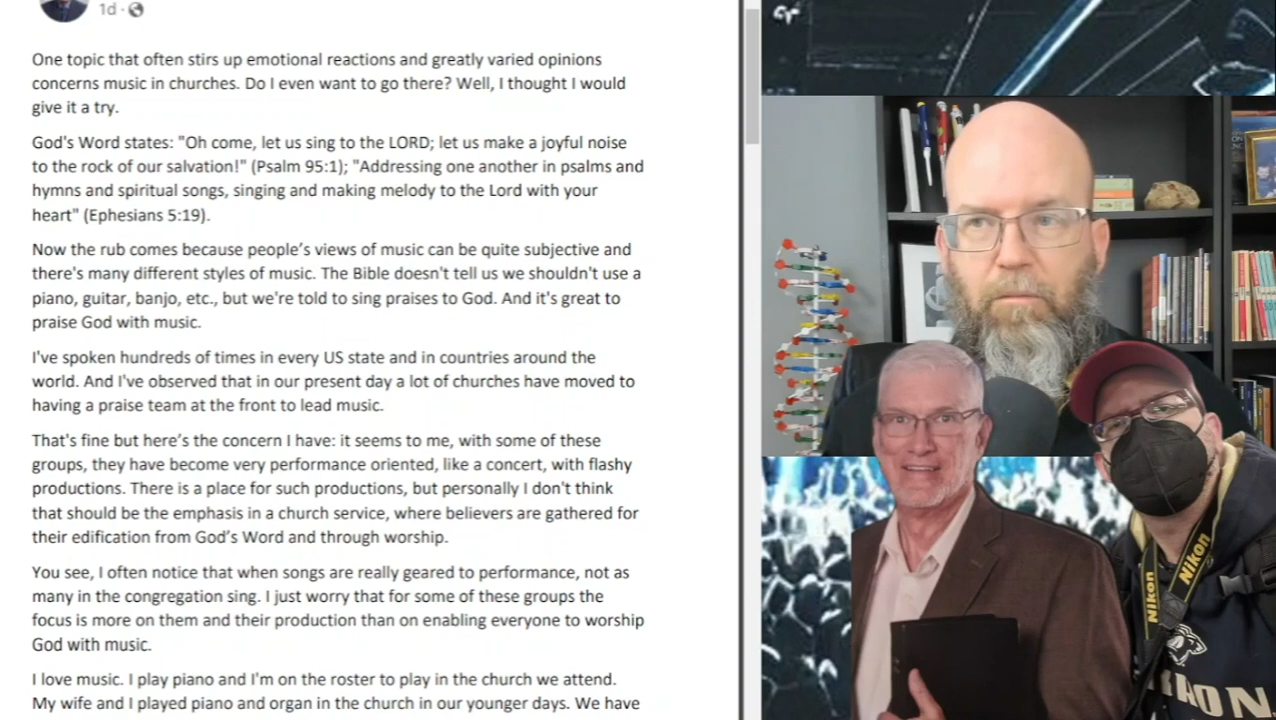 1d
One topic that often stirs up emotional reactions and greatly varied opinions
concerns music in churches. Do I even want to go there? Well, I thought I would
give it a try.
God's Word states: "Oh come, let us sing to the LORD; let us make a joyful noise
to the rock of our salvation!" (Psalm 95:1); "Addressing one another in psalms and
hymns and spiritual songs, singing and making melody to the Lord with your
heart" (Ephesians 5:19).
Now the rub comes because people's views of music can be quite subjective and
there's many different styles of music. The Bible doesn't tell us we shouldn't use a
piano, guitar, banjo, etc., but we're told to sing praises to God. And it's great to
praise God with music.
I've spoken hundreds of times in every US state and in countries around the
world. And I've observed that in our present day a lot of churches have moved to
having a praise team at the front to lead music.
That's fine but here's the concern I have: it seems to me, with some of these
groups, they have become very performance oriented, like a concert, with flashy
productions. There is a place for such productions, but personally I don't think
that should be the emphasis in a church service, where believers are gathered for
their edification from God's Word and through worship.
You see, I often notice that when songs are really geared to performance, not as
many in the congregation sing. I just worry that for some of these groups the
focus is more on them and their production than on enabling everyone to worship
God with music.
I love music. I play piano and I'm on the roster to play in the church we attend.
My wife and I played piano and organ in the church in our younger days. We have
Nikon
Nikon